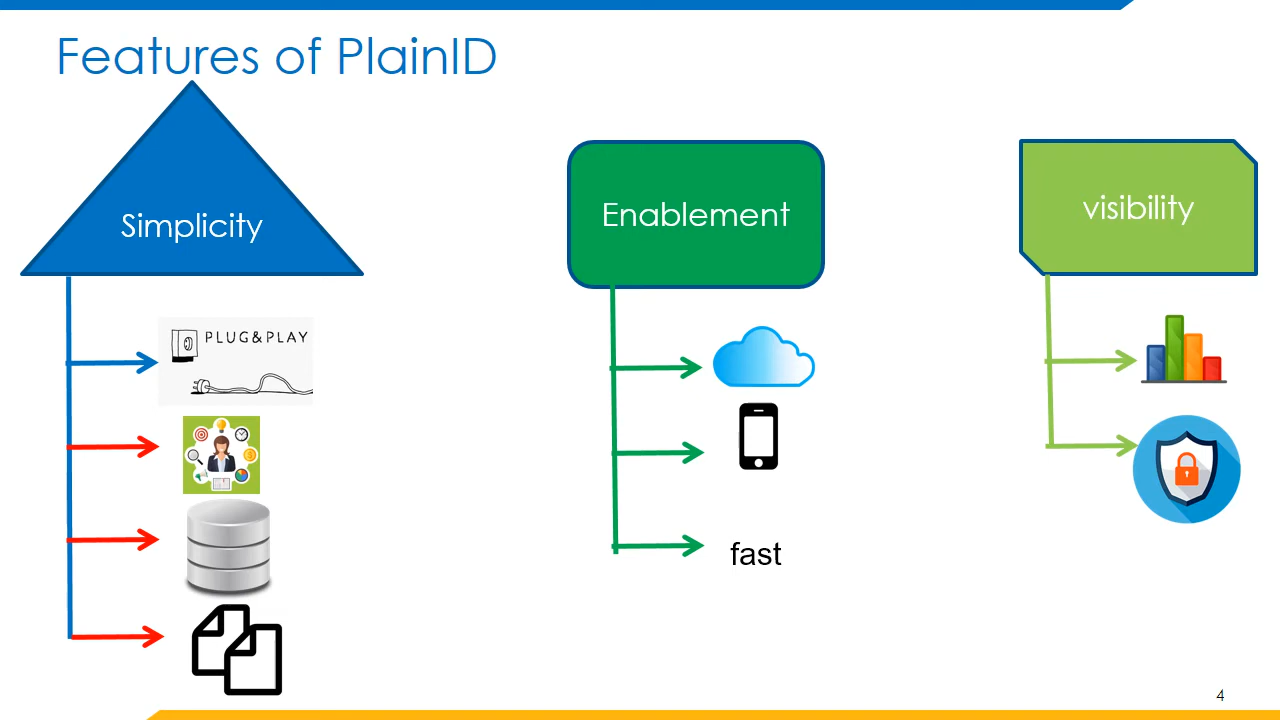 Features of PlainID
Simplicity
PLUG&PLAY
Enablement
fast
visibility
4